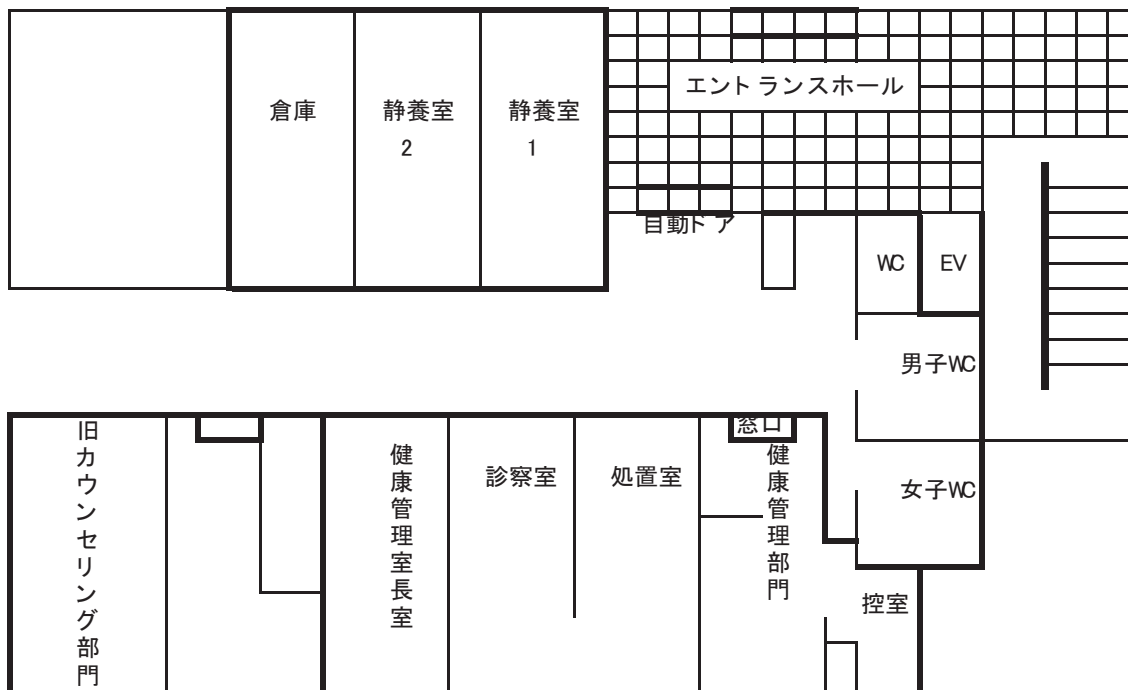 エントランスホール
倉庫
静養室
2
静養室
1
自動ドア
WC
EV
男子WC
窓口
旧カウンセリング部門
健康管理室長室
診察室
処置室
健康管理部門
女子WC
控室